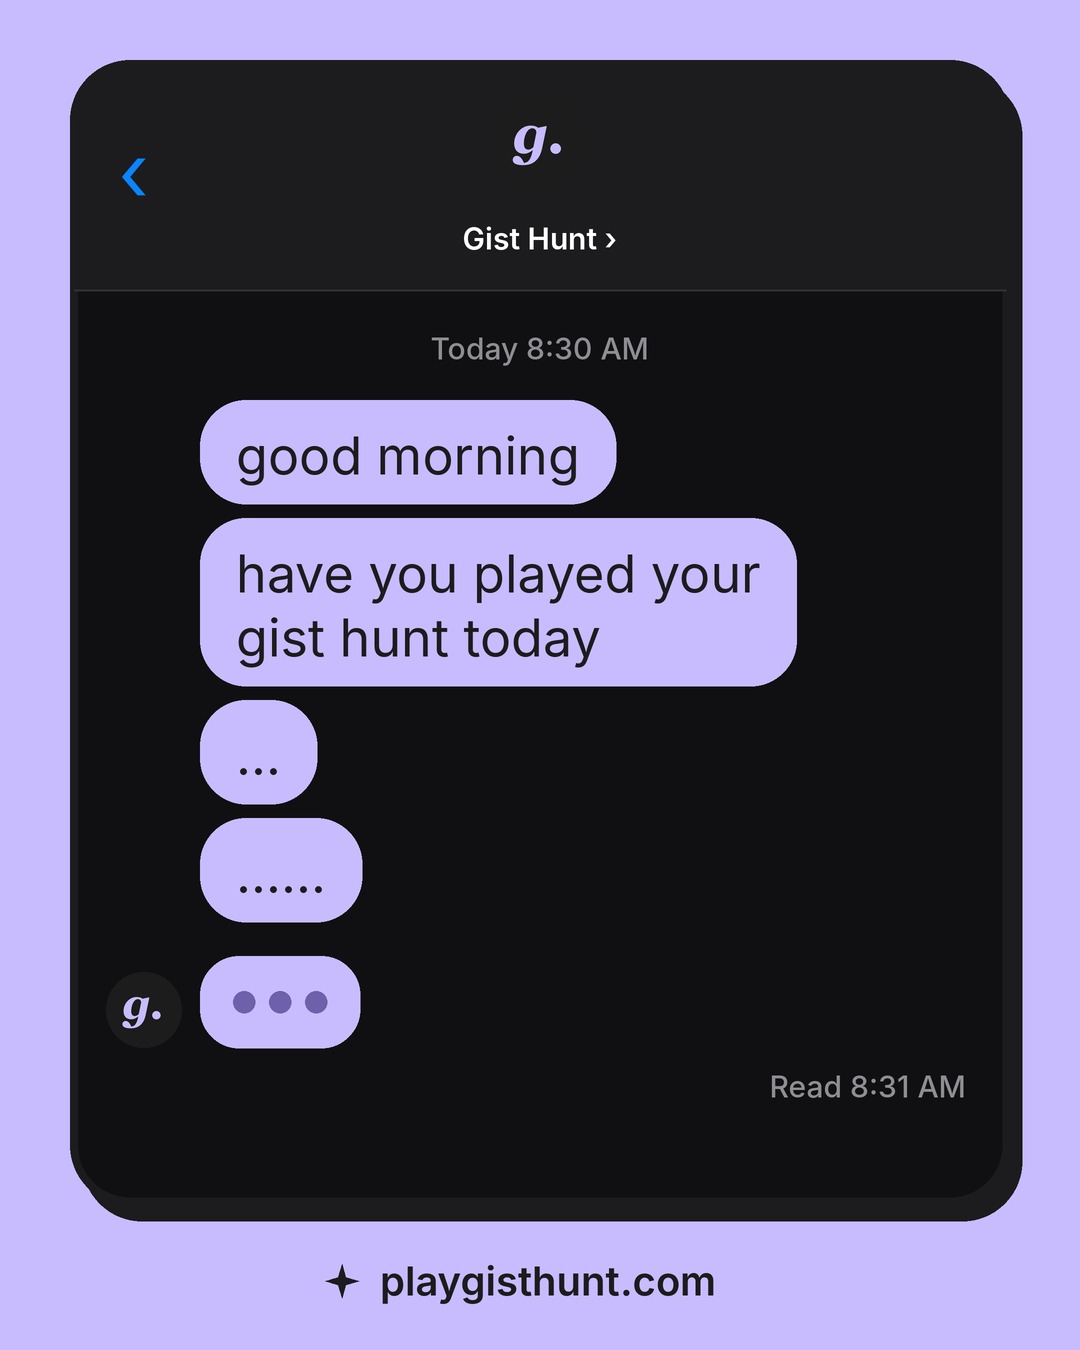 g.
Gist Hunt ›
Today 8:30 AM
good morning
have you played your
gist hunt today
...
......
g.
Read 8:31 AM
playgisthunt.com